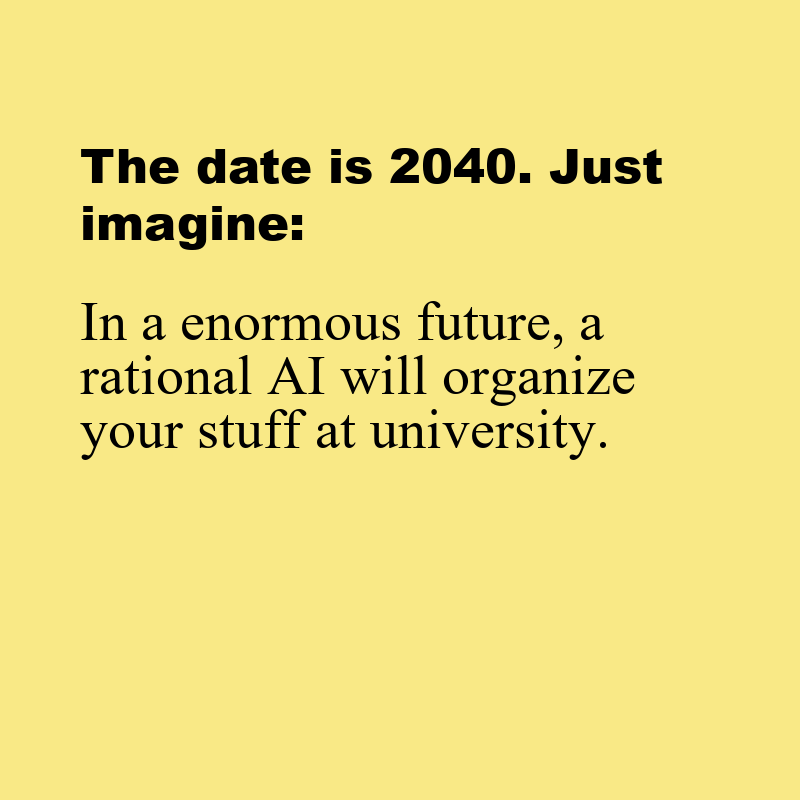 The date is 2040. Just
imagine:
In a enormous future, a
rational AI will organize
your stuff at university.